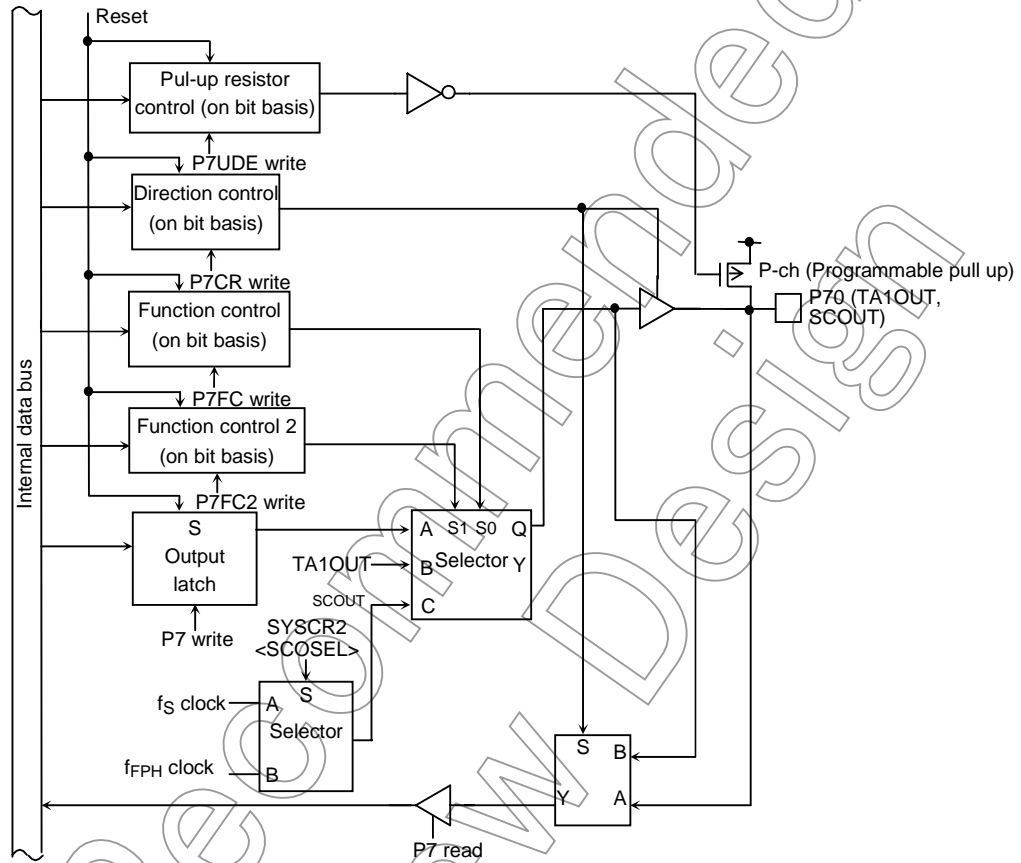 Reset
Pul-up resistor
control (on bit basis)
P7UDE write
Direction control
(on bit basis)
P7CR write
Function control
(on bit basis)
P7FC write
Function control 2
(on bit basis)
P7FC2 write
S
Output
latch
P7 write
Internal data bus
P-ch (Programmable pull up)
P70 (TA1OUT,
SCOUT)
A S1 S0 Q
B Selector Y
C
TA1OUT
SCOUT
SYSCR2
<SCOSEL>
fS clock
fFPH clock
A S
Selector
B
S B
Y A
P7 read
Recommended
New Design